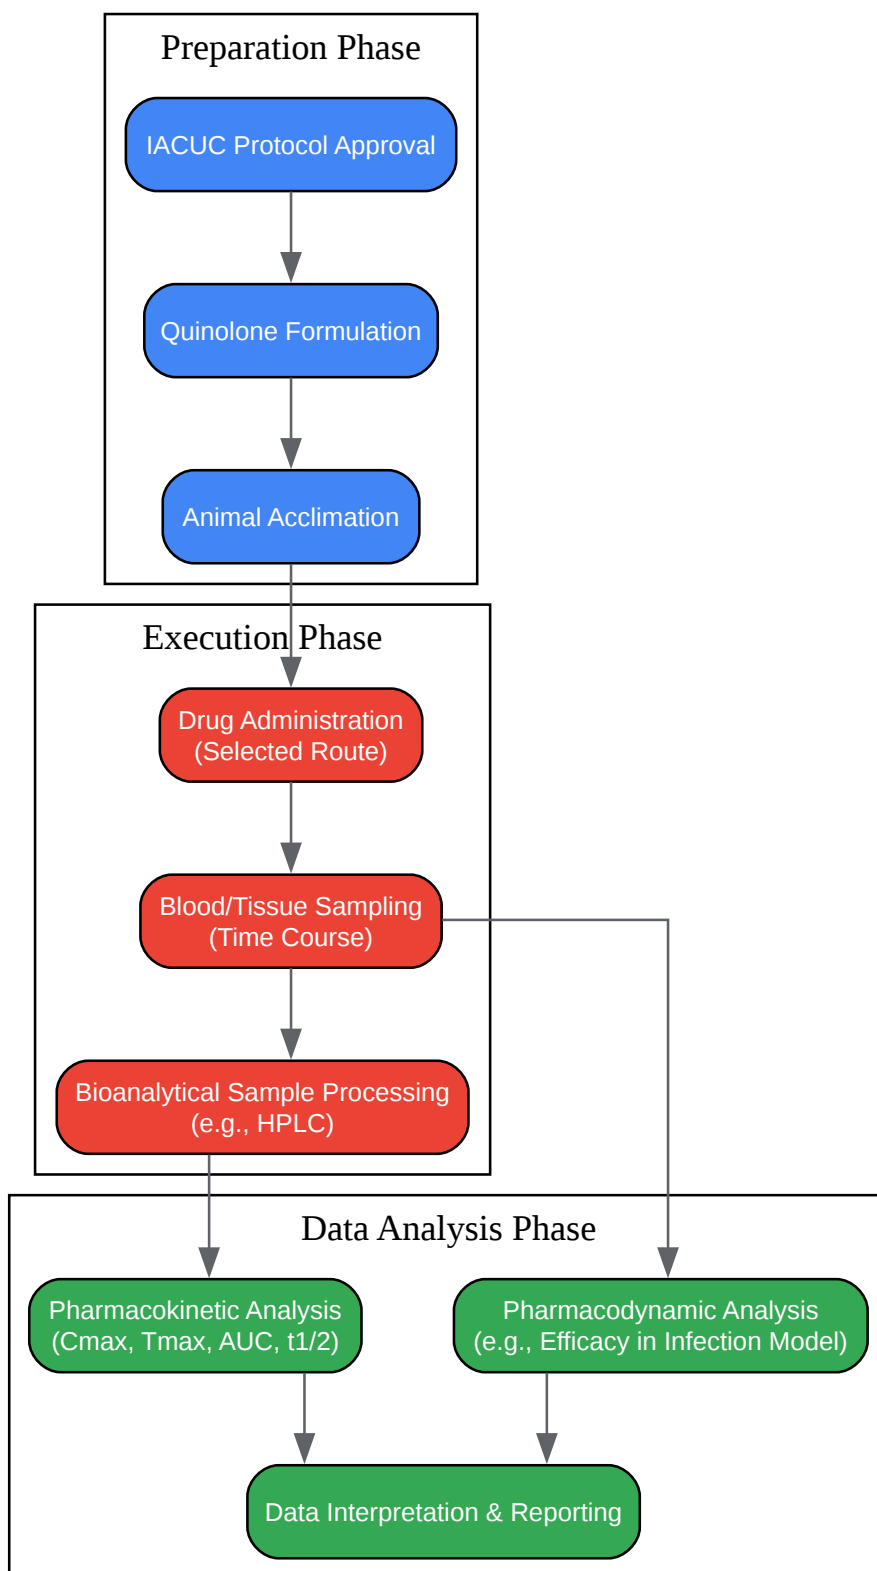 Preparation Phase
IACUC Protocol Approval
Quinolone Formulation
Animal Acclimation
Execution Phase
Drug Administration
(Selected Route)
Blood/Tissue Sampling
(Time Course)
Bioanalytical Sample Processing
(e.g., HPLC)
Data Analysis Phase
Pharmacokinetic Analysis
(Cmax, Tmax, AUC, t1/2)
Pharmacodynamic Analysis
(e.g., Efficacy in Infection Model)
Data Interpretation & Reporting